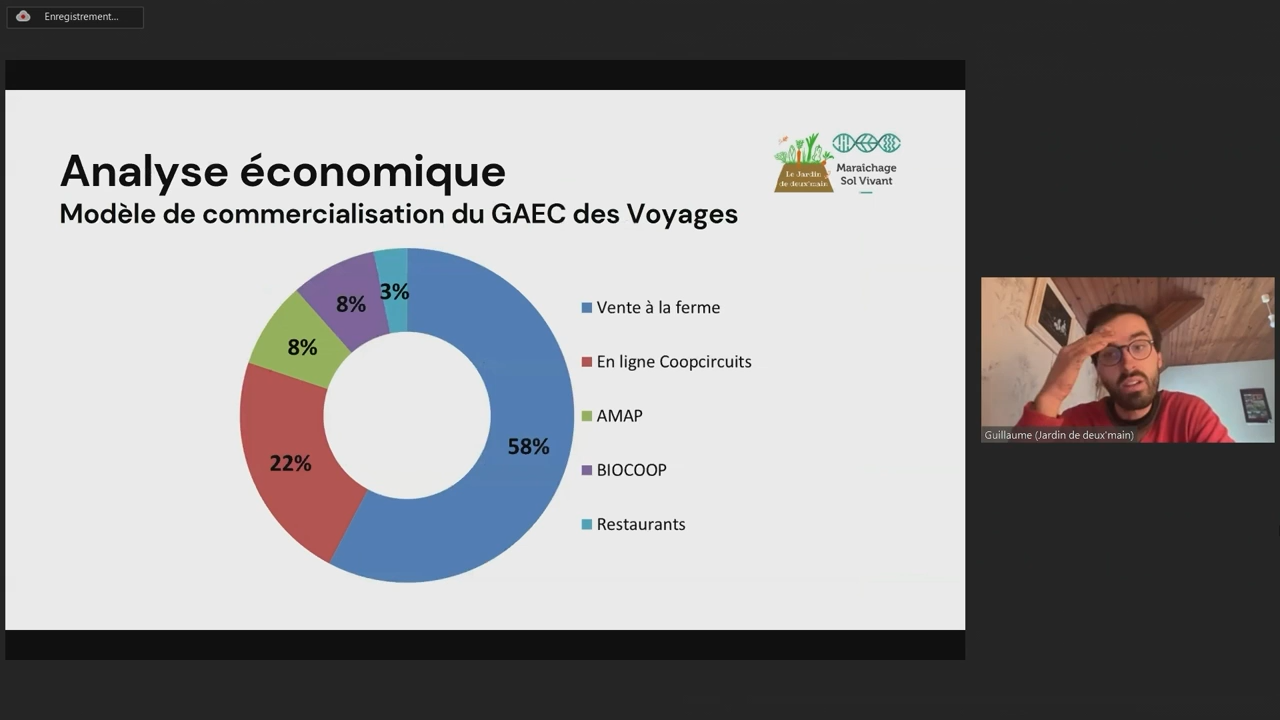 Enregistrement...
Analyse économique
Modèle de commercialisation du GAEC des Voyages
Le Jardin
de deux'main
Maraîchage
Sol Vivant
3%
8%
8%
22%
58%
Vente à la ferme
En ligne Coopcircuits
AMAP
BIOCOOP
Restaurants
Guillaume (Jardin de deux'main)